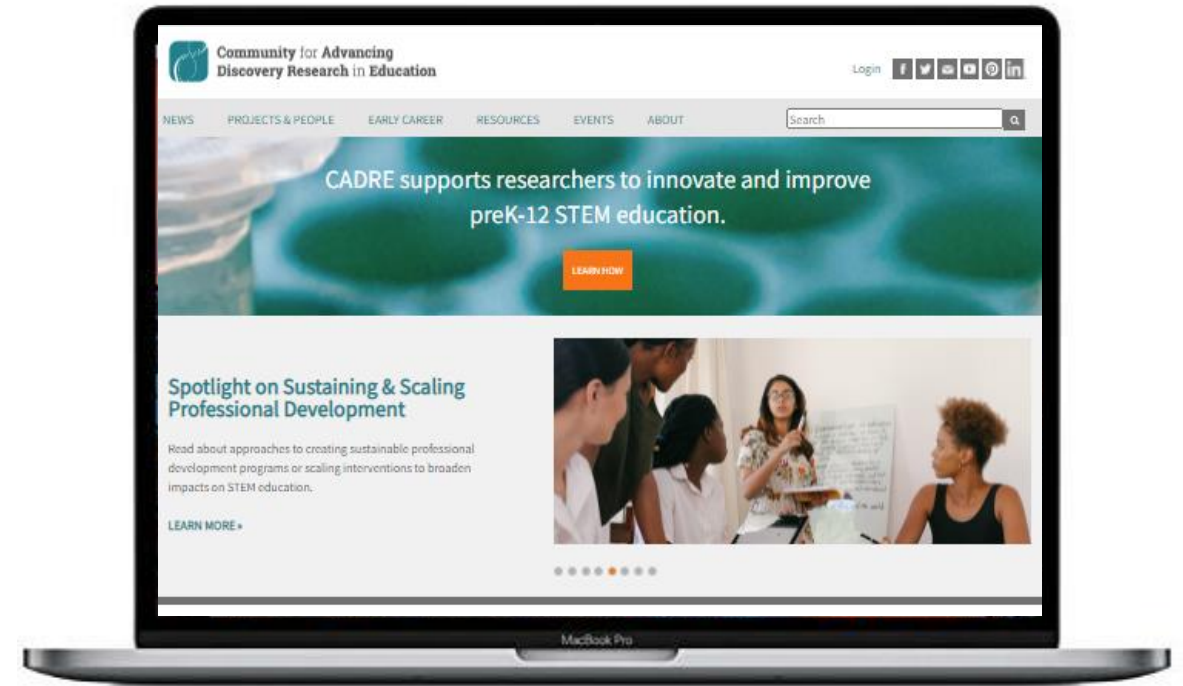 Community for Advancing
Discovery Research in Education
Login
NEWS PROJECTS & PEOPLE EARLY CAREER RESOURCES EVENTS ABOUT Search
CADRE supports researchers to innovate and improve
preK-12 STEM education.
LEARN HOW
Spotlight on Sustaining & Scaling
Professional Development
Read about approaches to creating sustainable professional
development programs or scaling interventions to broaden
impacts on STEM education.
LEARN MORE »
MacBook Pro